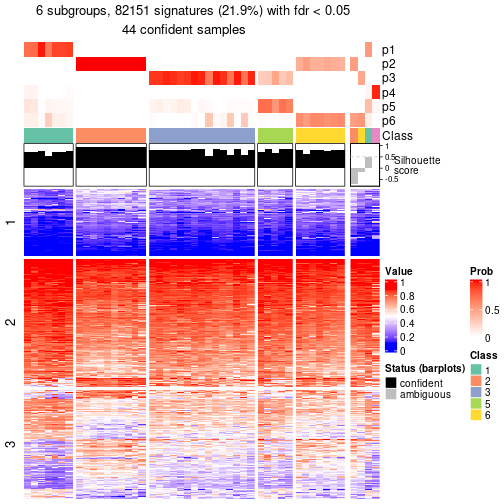 6 subgroups, 82151 signatures (21.9%) with fdr < 0.05
44 confident samples
p1
p2
p3
p4
p5
p6
Class
1
0.5
0
-0.5
Silhouette
score
1
2
3
Value
1
0.8
0.6
0.4
0.2
0
Status (barplots)
confident
ambiguous
Prob
1
0.5
0
Class
1
2
3
5
6